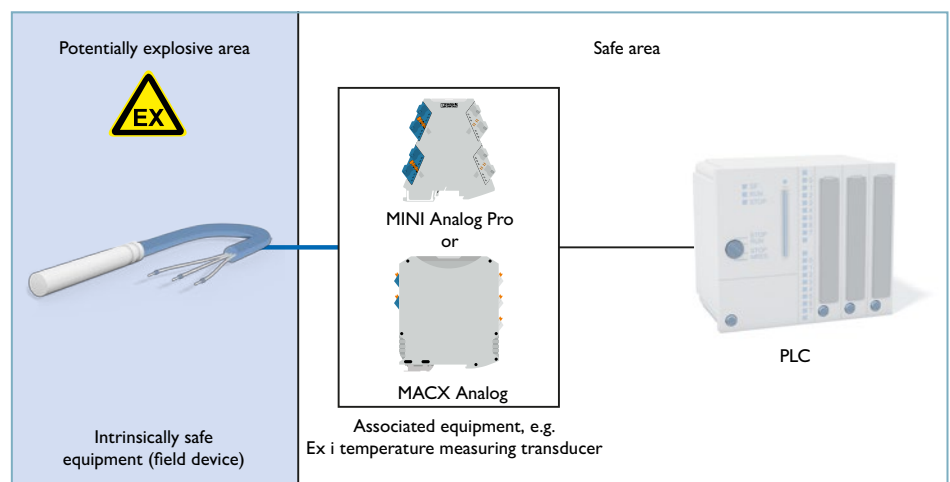 Potentially explosive area
Safe area
EX
MINI Analog Pro
or
MACX Analog
PLC
Associated equipment, e.g.
Ex i temperature measuring transducer
Intrinsically safe
equipment (field device)